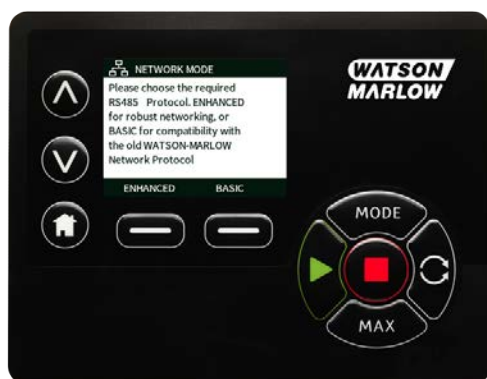 NETWORK MODE
Please choose the required
RS485 Protocol. ENHANCED
for robust networking, or
BASIC for compatibility with
the old WATSON-MARLOW
Network Protocol
ENHANCED BASIC
WATSON
MARLOW
MODE
MAX